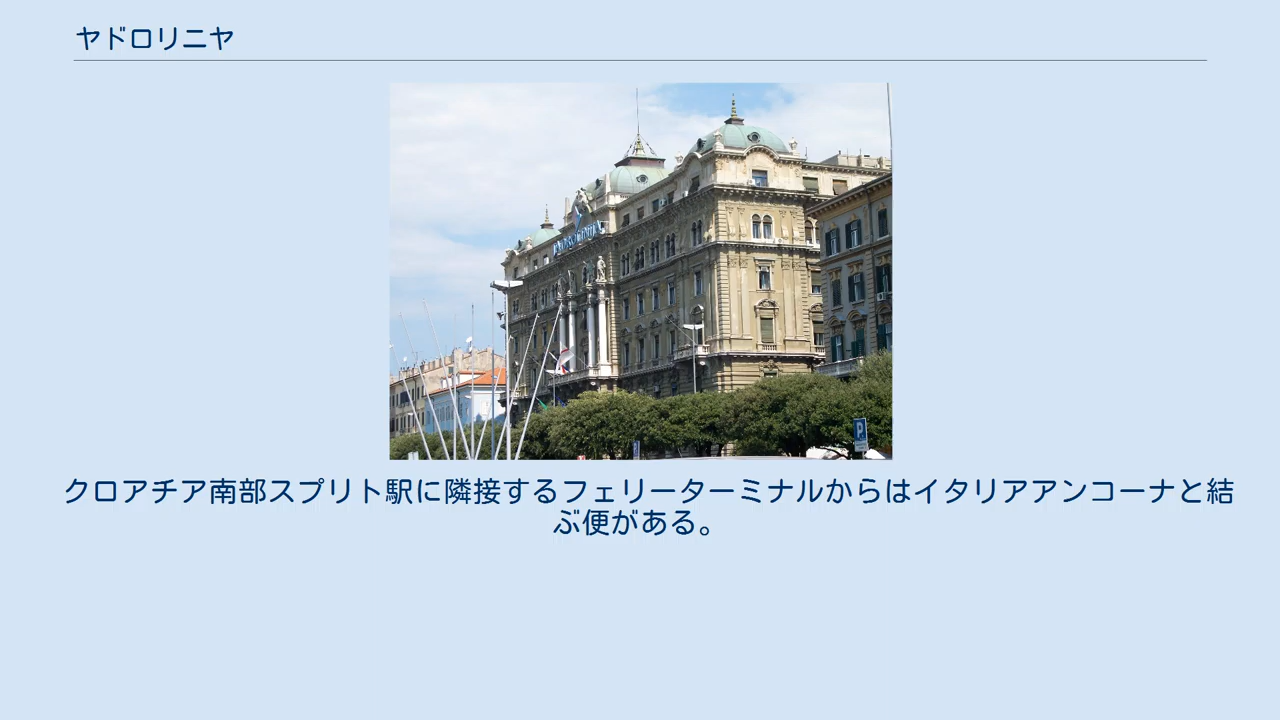 ヤドロリニヤ
P
クロアチア南部スプリト駅に隣接するフェリーターミナルからはイタリアアンコーナと結
ぶ便がある。